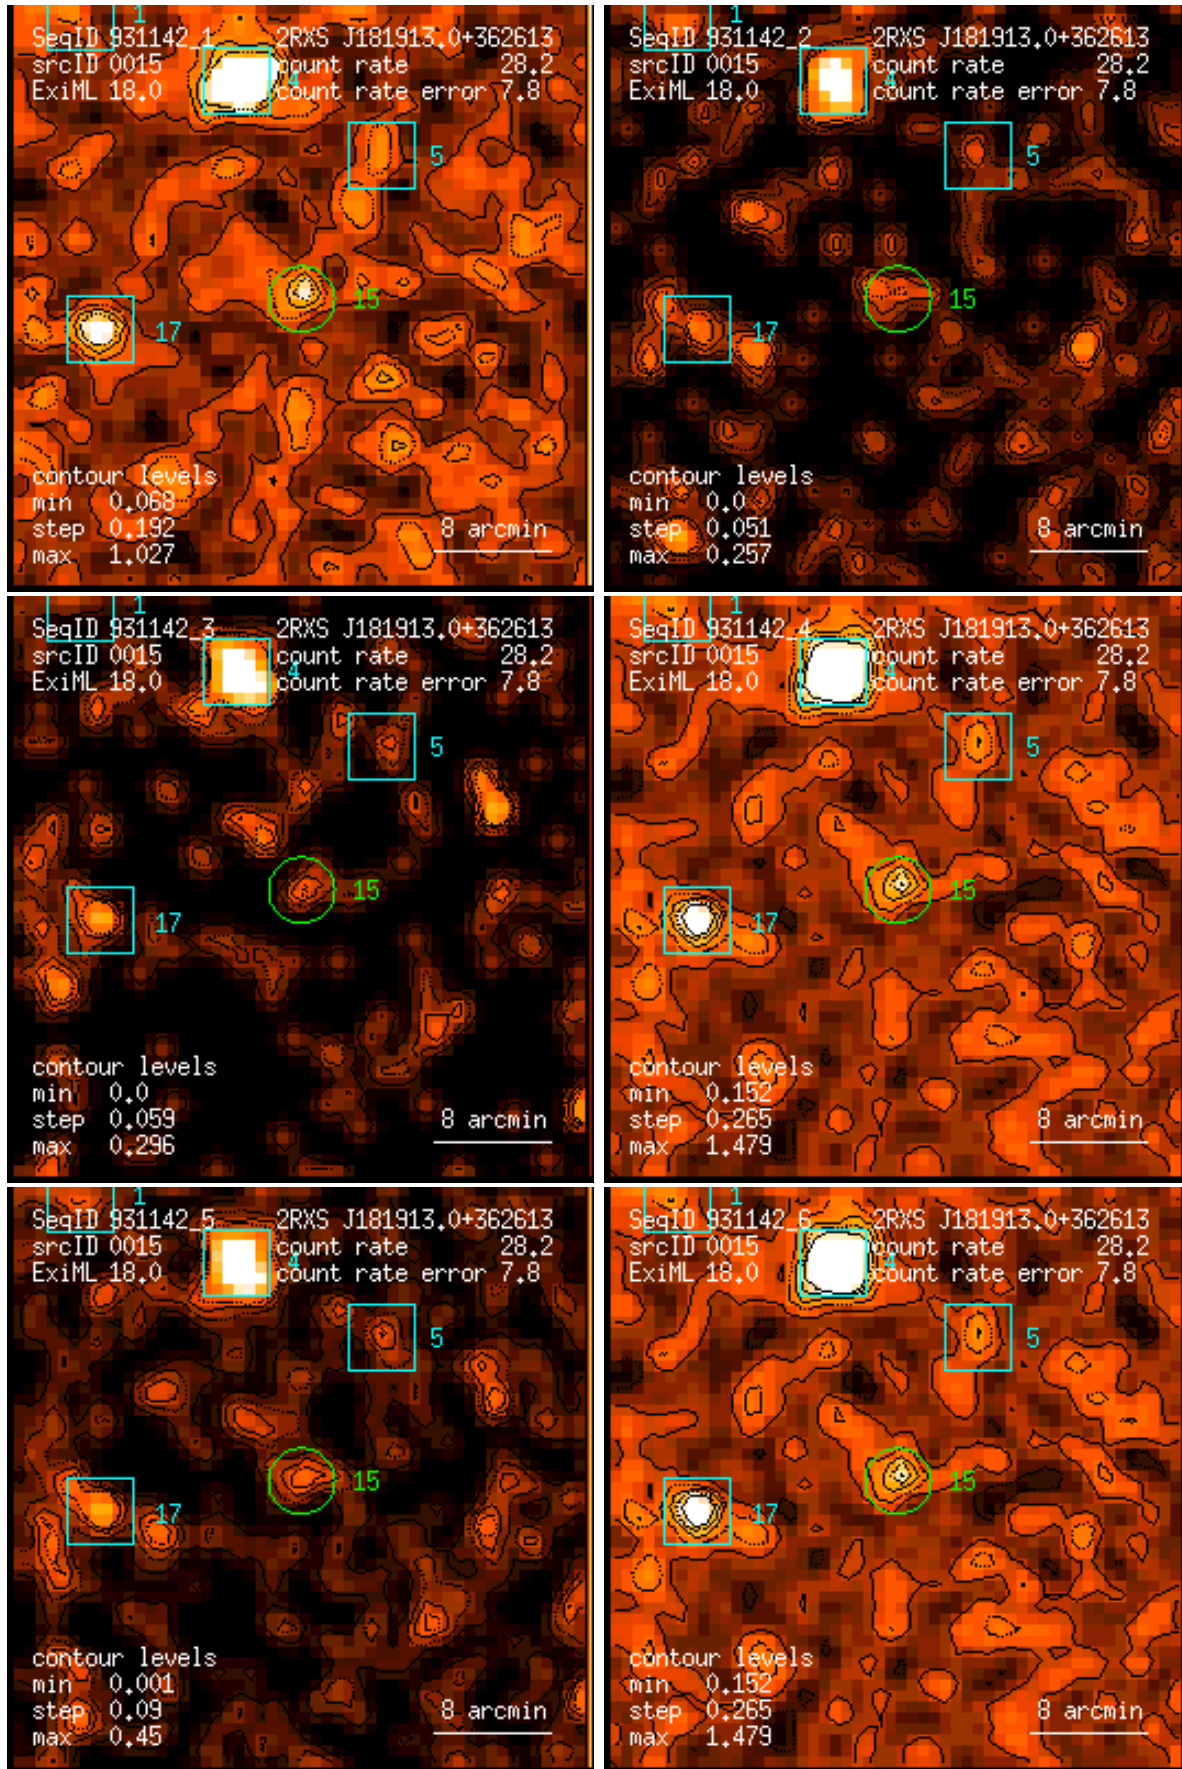 1
SeqID 931142_1 2RXS J181913.0+362613
srcID 0015 count rate 28.2
4
ExiML 18.0 count rate error 7.8
5
15
17
contour levels
min 0.068
step 0.192 8 arcmin
max 1.027
1
SeqID 931142_2 2RXS J181913.0+362613
srcID 0015 count rate 28.2
4
ExiML 18.0 count rate error 7.8
5
15
17
contour levels
min 0.0
step 0.051 8 arcmin
max 0.257
1
SeqID 931142_3 2RXS J181913.0+362613
srcID 0015 count rate 28.2
4
ExiML 18.0 count rate error 7.8
5
15
17
contour levels
min 0.0
step 0.059 8 arcmin
max 0.296
1
SeqID 931142_4 2RXS J181913.0+362613
srcID 0015 count rate 28.2
4
ExiML 18.0 count rate error 7.8
5
15
17
contour levels
min 0.152
step 0.265 8 arcmin
max 1.479
1
SeqID 931142_5 2RXS J181913.0+362613
srcID 0015 count rate 28.2
4
ExiML 18.0 count rate error 7.8
5
15
17
contour levels
min 0.001
step 0.09 8 arcmin
max 0.45
1
SeqID 931142_6 2RXS J181913.0+362613
srcID 0015 count rate 28.2
4
ExiML 18.0 count rate error 7.8
5
15
17
contour levels
min 0.152
step 0.265 8 arcmin
max 1.479